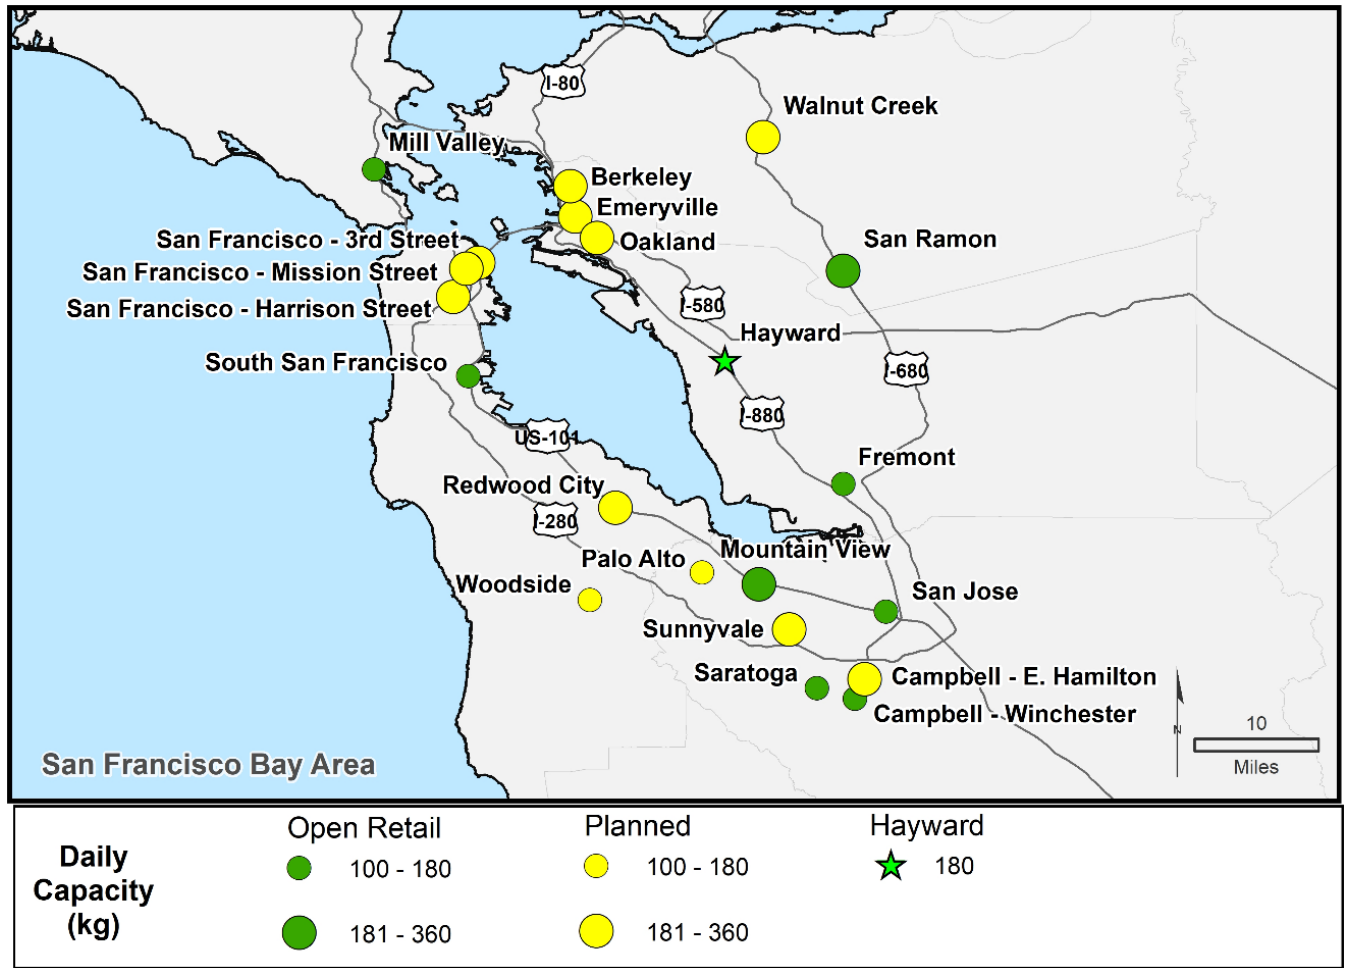 I-80
Walnut Creek
Mill Valley
Berkeley
Emeryville
San Francisco - 3rd Street
Oakland
San Ramon
San Francisco - Mission Street
San Francisco - Harrison Street
I-580
Hayward
South San Francisco
I-680
I-880
US-101
Fremont
Redwood City
I-280
Mountain View
Palo Alto
Woodside
San Jose
Sunnyvale
Saratoga
Campbell - E. Hamilton
Campbell - Winchester
N
10
Miles
San Francisco Bay Area
Daily
Capacity
(kg)
Open Retail
100 - 180
181 - 360
Planned
100 - 180
181 - 360
Hayward
180